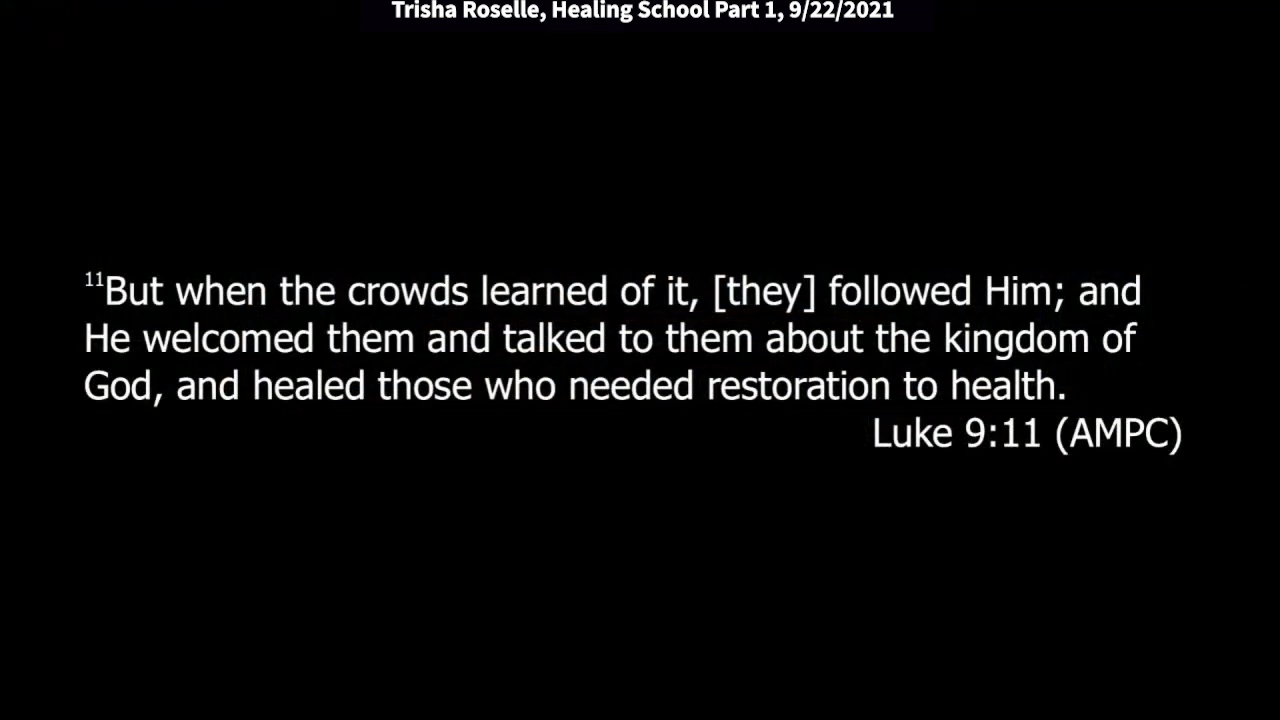 Trisha Roselle, Healing School Part 1, 9/22/2021
11But when the crowds learned of it, [they] followed Him; and
He welcomed them and talked to them about the kingdom of
God, and healed those who needed restoration to health.
Luke 9:11 (AMPC)